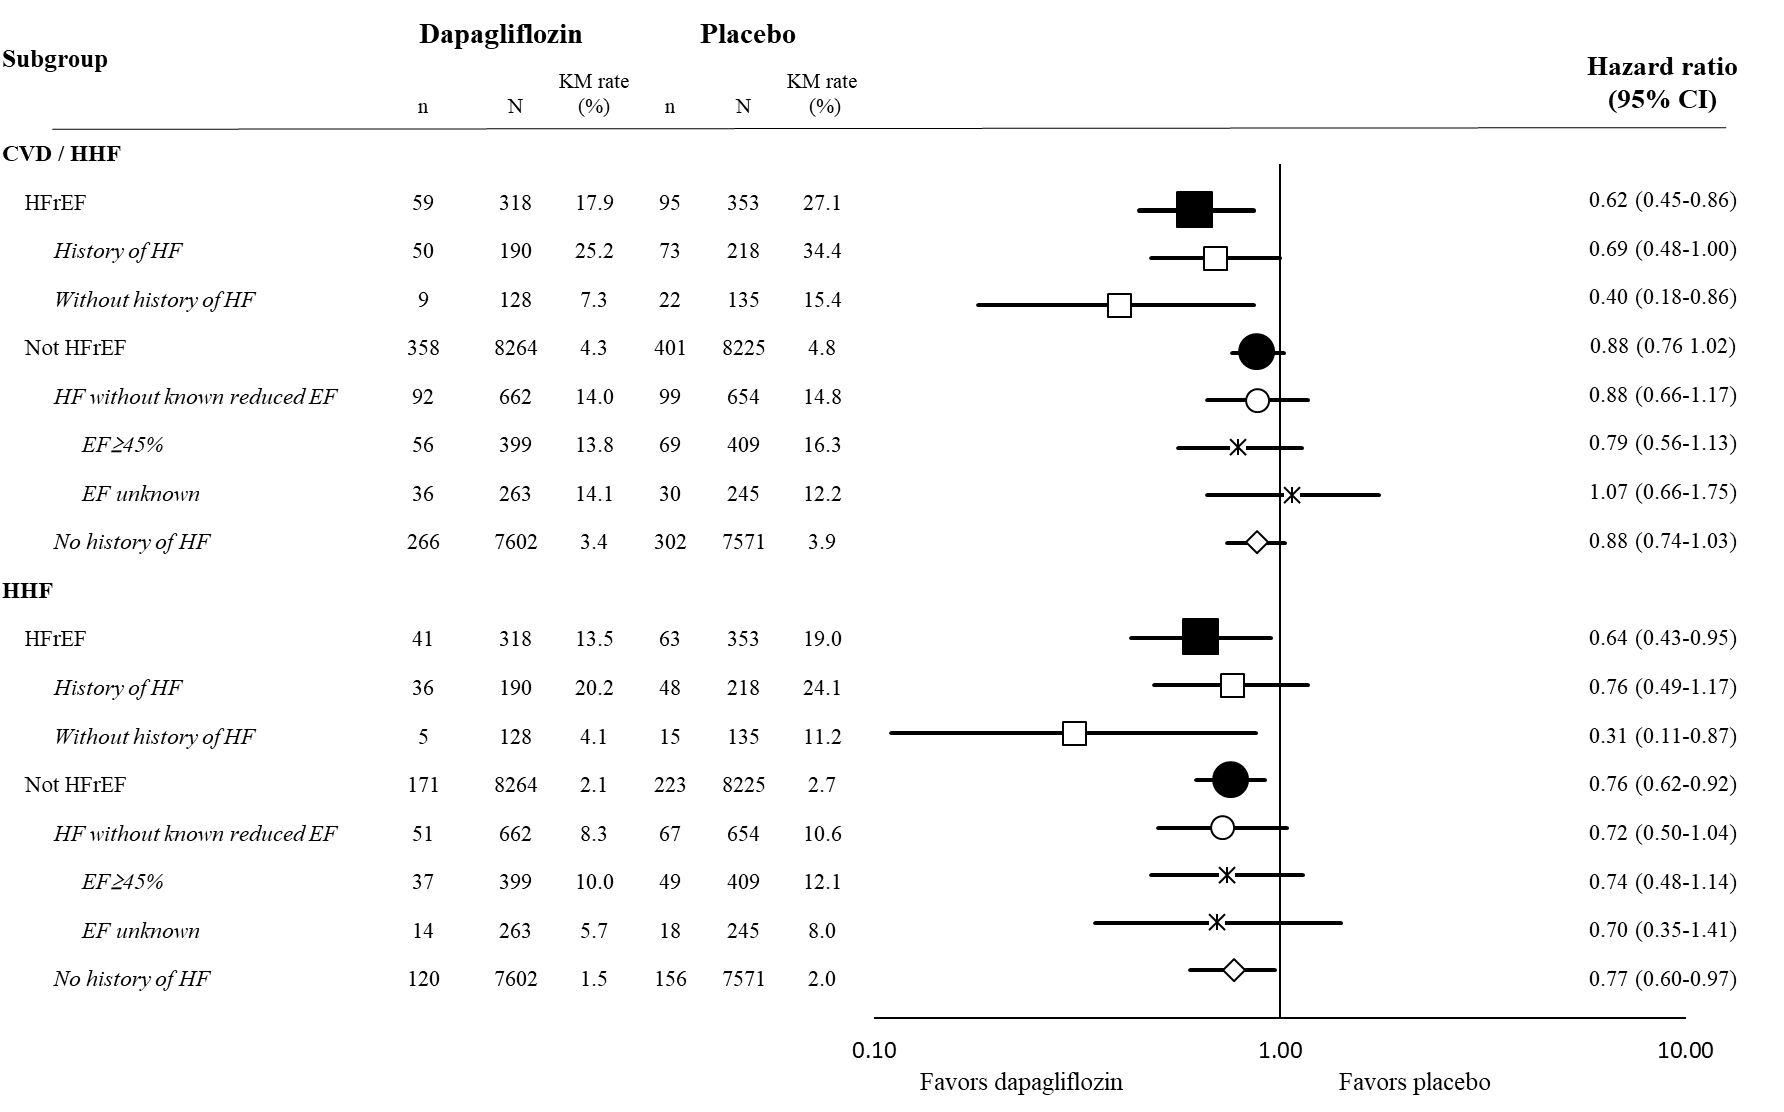 Dapagliflozin Placebo
Subgroup Hazard ratio
(95% CI)
KM rate KM rate
n N (%) n N (%)
CVD / HHF
HFrEF 59 318 17.9 95 353 27.1 0.62 (0.45-0.86)
History of HF 50 190 25.2 73 218 34.4 0.69 (0.48-1.00)
Without history of HF 9 128 7.3 22 135 15.4 0.40 (0.18-0.86)
Not HFrEF 358 8264 4.3 401 8225 4.8 0.88 (0.76 1.02)
HF without known reduced EF 92 662 14.0 99 654 14.8 0.88 (0.66-1.17)
EF≥45% 56 399 13.8 69 409 16.3 0.79 (0.56-1.13)
EF unknown 36 263 14.1 30 245 12.2 1.07 (0.66-1.75)
No history of HF 266 7602 3.4 302 7571 3.9 0.88 (0.74-1.03)
HHF
HFrEF 41 318 13.5 63 353 19.0 0.64 (0.43-0.95)
History of HF 36 190 20.2 48 218 24.1 0.76 (0.49-1.17)
Without history of HF 5 128 4.1 15 135 11.2 0.31 (0.11-0.87)
Not HFrEF 171 8264 2.1 223 8225 2.7 0.76 (0.62-0.92)
HF without known reduced EF 51 662 8.3 67 654 10.6 0.72 (0.50-1.04)
EF≥45% 37 399 10.0 49 409 12.1 0.74 (0.48-1.14)
EF unknown 14 263 5.7 18 245 8.0 0.70 (0.35-1.41)
No history of HF 120 7602 1.5 156 7571 2.0 0.77 (0.60-0.97)
0.10 1.00 10.00
Favors dapagliflozin Favors placebo